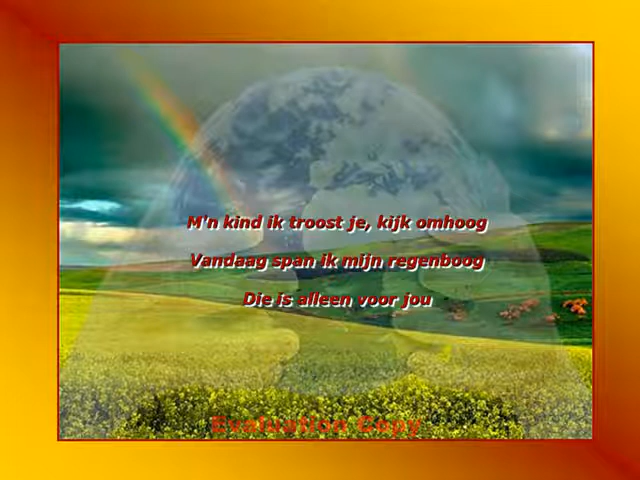 M'n kind ik troost je, kijk omhoog
Vandaag span ik mijn regenboog
Die is alleen voor jou
Evaluation Copy